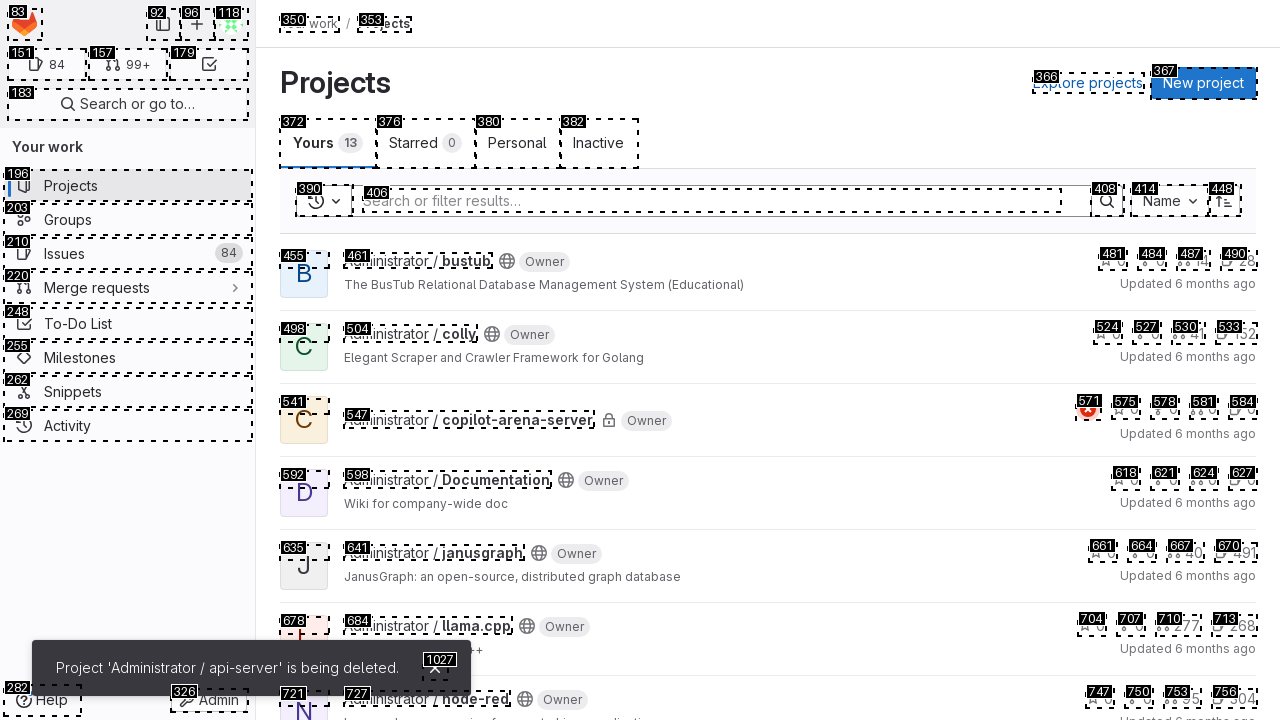 83
92
96
118
151
84
157
99+
179
183
Search or go to…
Your work
196
Projects
203
Groups
210
Issues
84
220
Merge requests
248
To-Do List
255
Milestones
262
Snippets
269
Activity
282
Help
326
Admin
350
work
/
353
Projects
Projects
366
Explore projects
367
New project
372
Yours 13
376
Starred 0
380
Personal
382
Inactive
390
406
Search or filter results…
408
414
Name
448
455
B
461
Administrator / bustub
Owner
481
484
487
490
The BusTub Relational Database Management System (Educational)
Updated 6 months ago
498
C
504
Administrator / colly
Owner
524
527
530
533
Elegant Scraper and Crawler Framework for Golang
Updated 6 months ago
541
C
547
Administrator / copilot-arena-server
Owner
571
575
578
581
584
Updated 6 months ago
592
D
598
Administrator / Documentation
Owner
618
621
624
627
Wiki for company-wide doc
Updated 6 months ago
635
J
641
Administrator / janusgraph
Owner
661
664
667
40
670
491
JanusGraph: an open-source, distributed graph database
Updated 6 months ago
678
684
Administrator / llama.cpp
Owner
704
707
710
277
713
268
++
Updated 6 months ago
Project 'Administrator / api-server' is being deleted.
1027
721
N
727
Administrator / node-red
Owner
747
750
753
95
756
304